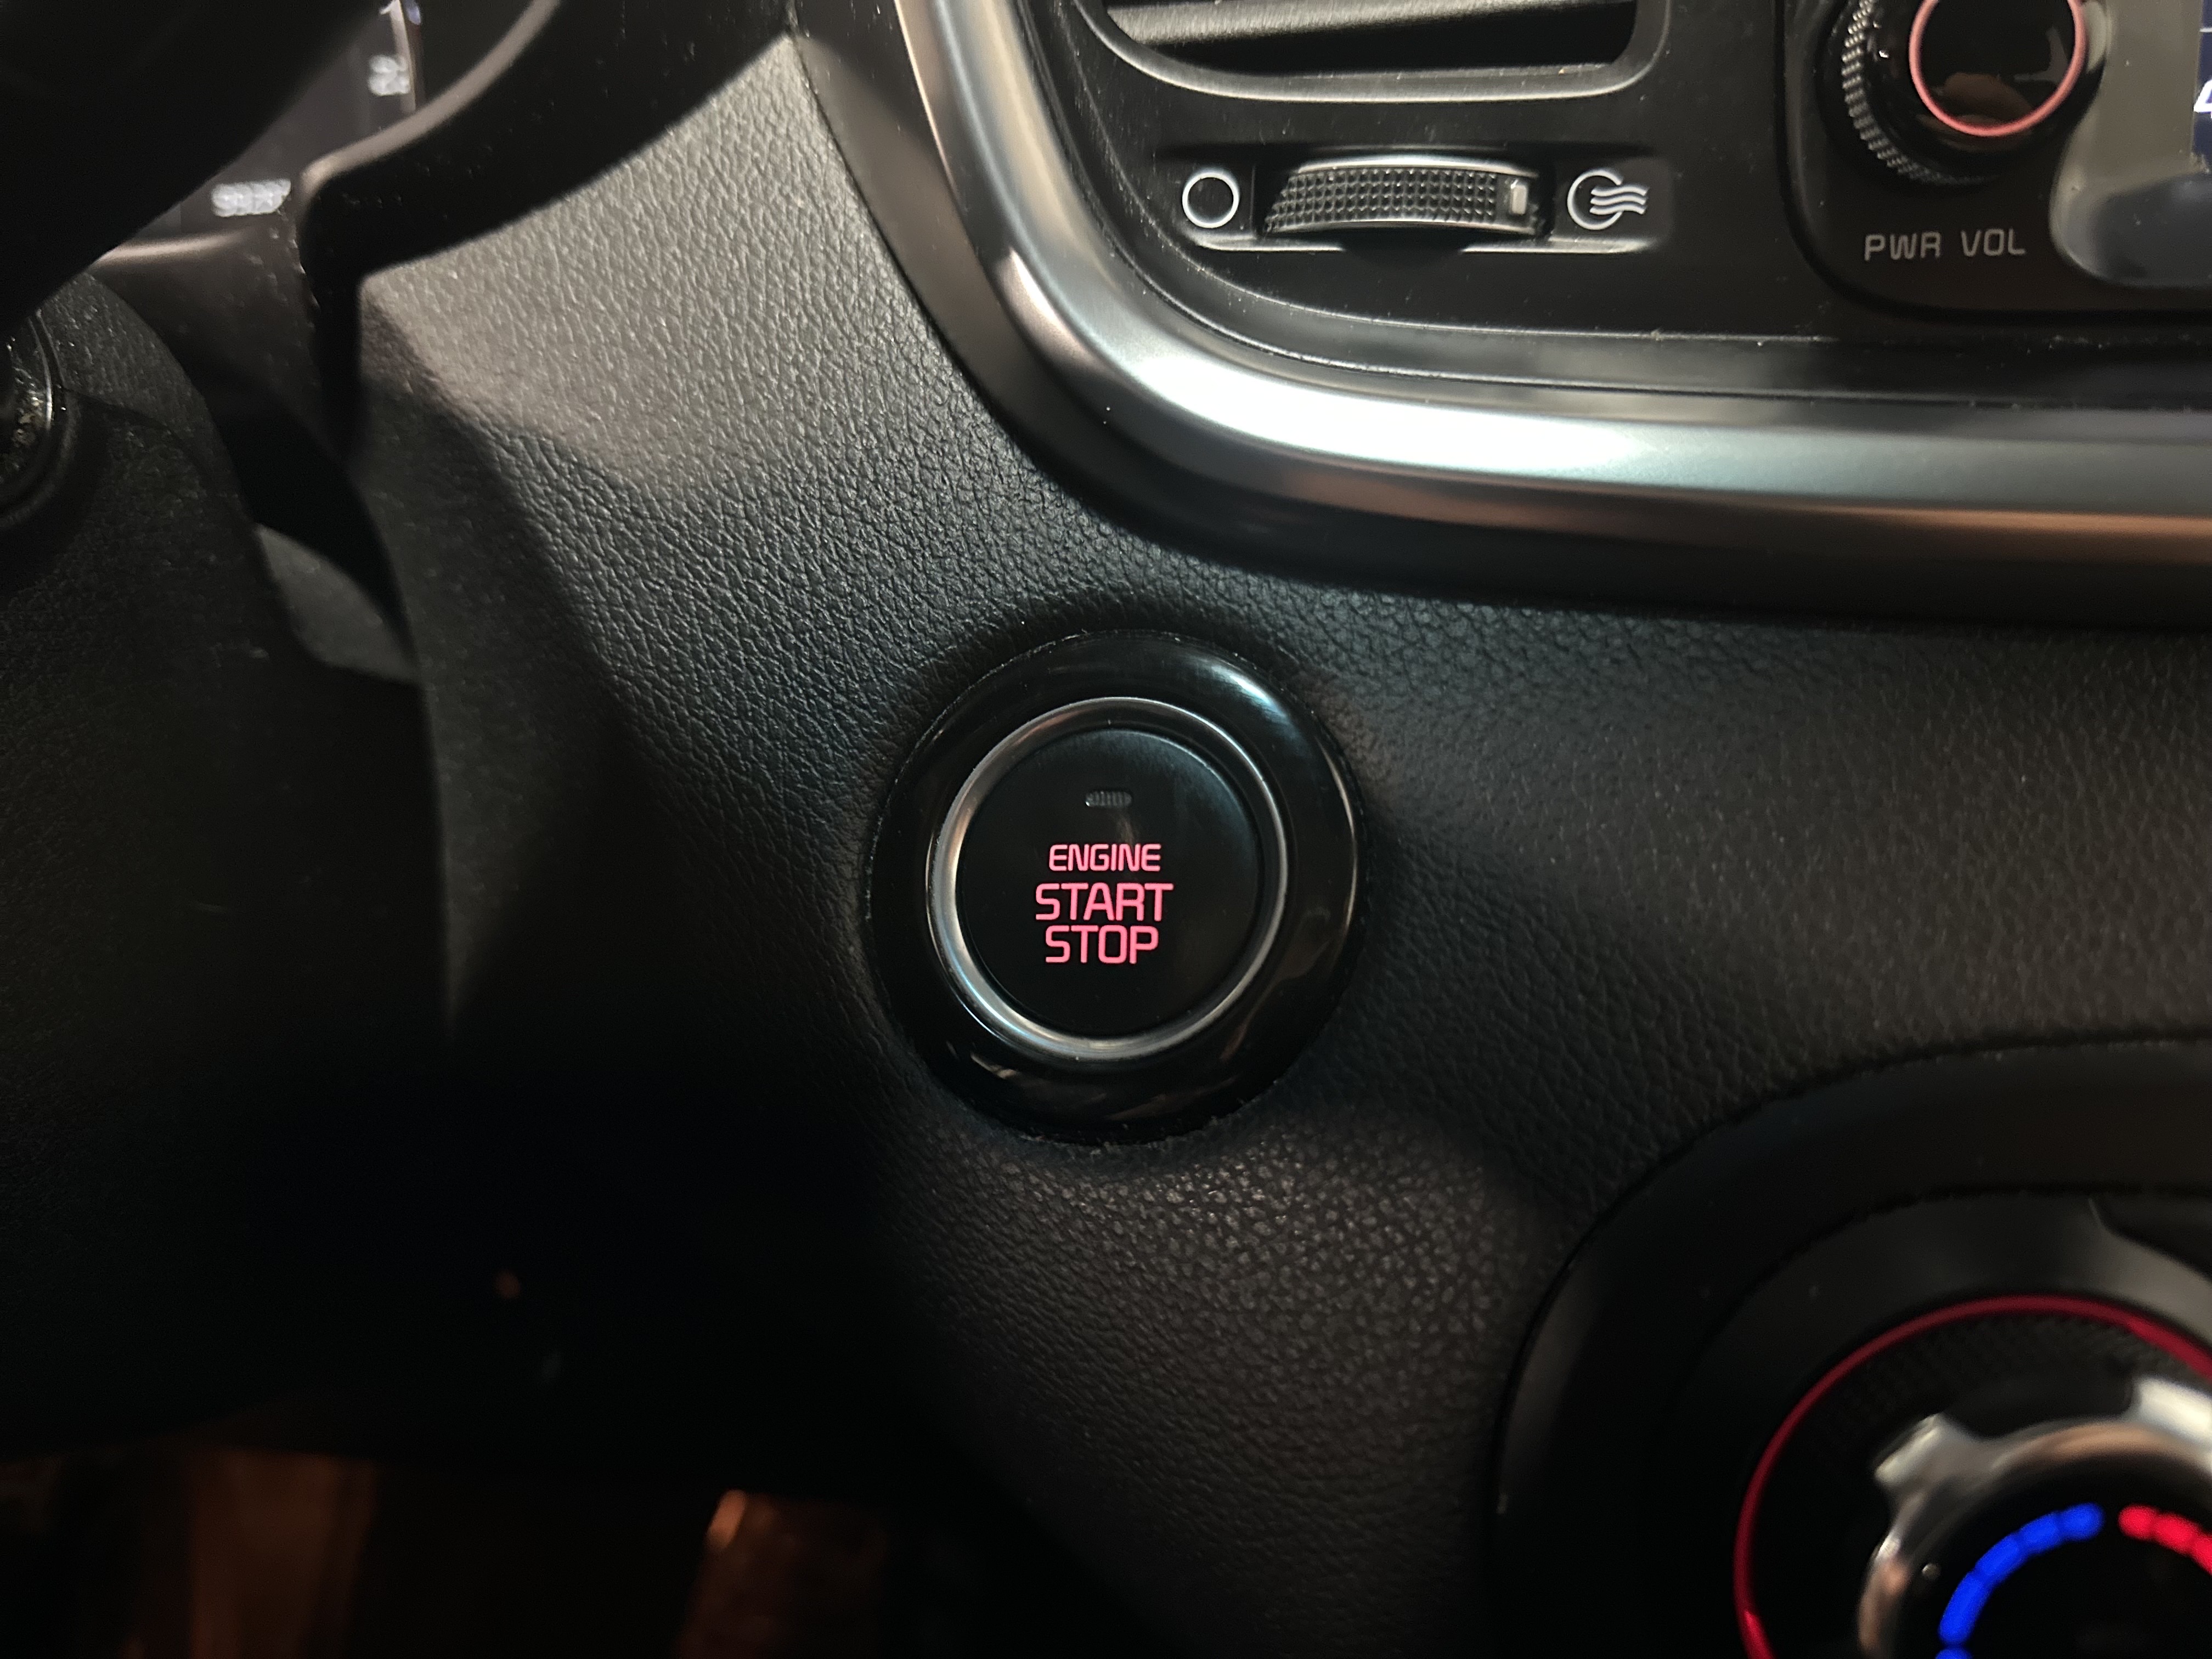 PWR VOL
ENGINE
START
STOP